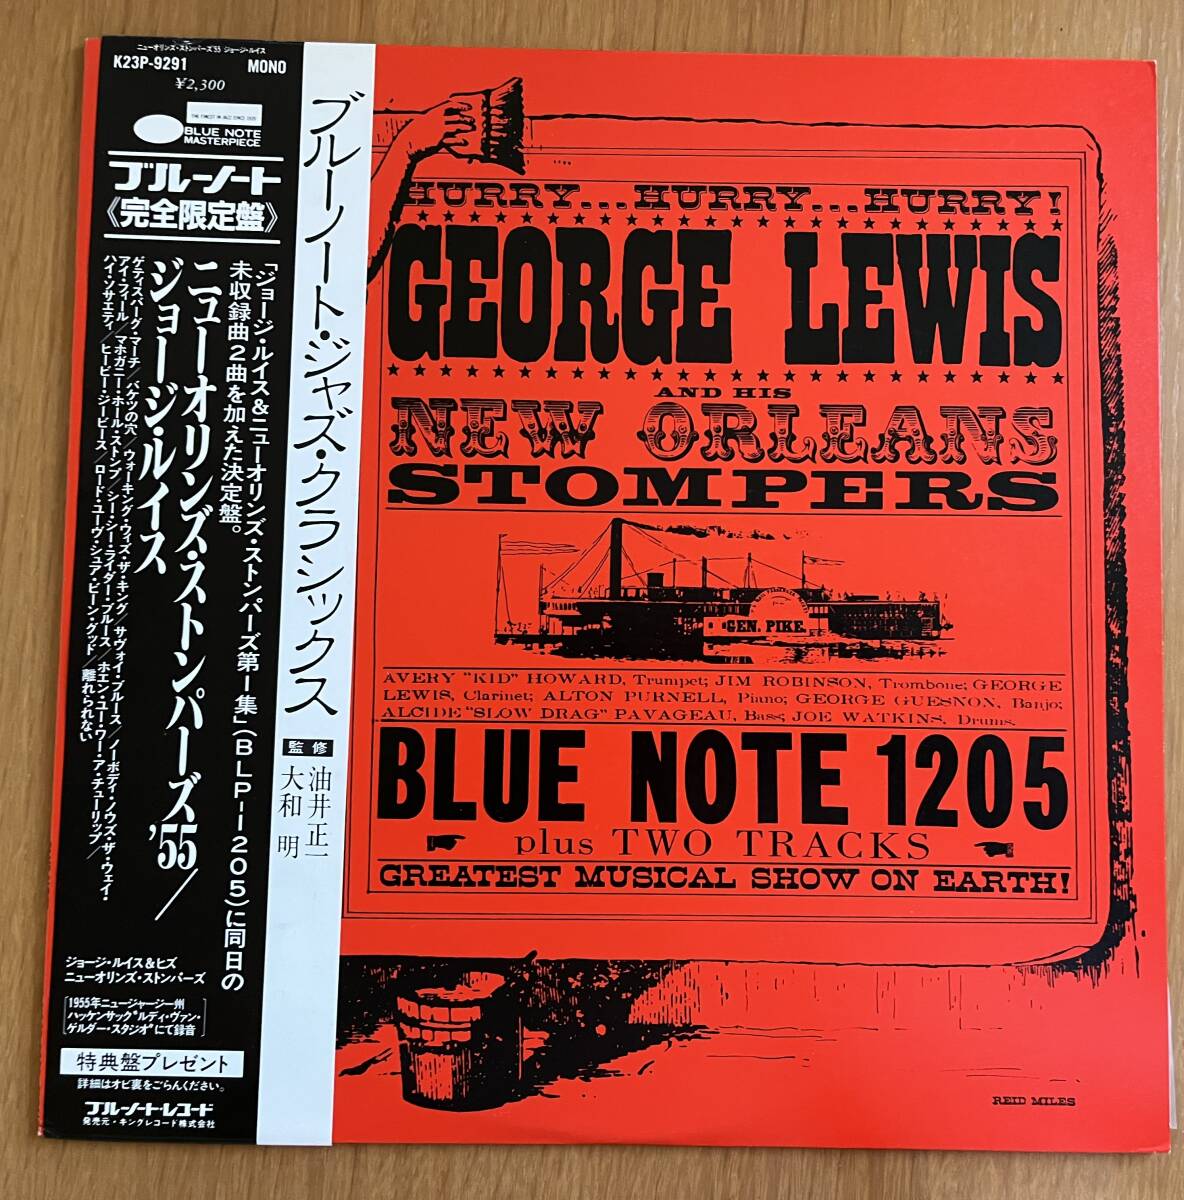 ニューオリンズ・ストンパーズ'55 ジョージ・ルイス
K23P-9291 MONO
¥2,300
THE FINEST IN JAZZ SINCE 1939
BLUE NOTE
MASTERPIECE
ブルーノート
《完全限定盤》
「ジョージ・ルイス&ニューオリンズ・ストンパーズ第1集」(BLP-1205)に同日の
未収録曲2曲を加えた決定盤。
ニューオリンズ・ストンパーズ'55/
ジョージ・ルイス
ゲティスバーグ・マーチ/バケツの穴/ウォーキング・ウィズ・ザ・キング/サヴォイ・ブルース/ノーボディ・ノウズ・ザ・ウェイ・
アイ・フィール/マホガニー・ホール・ストンプ/シー・シー・ライダー・ブルース/ホエン・ユー・ワー・ア・チューリップ/
ハイ・ソサエティ/ヒービー・ジービース/ロード・ユーヴ・シュア・ビーン・グッド/離れられない
ジョージ・ルイス&ヒズ
ニューオリンズ・ストンパーズ
1955年ニュージャージー州
ハッケンサック"ルディ・ヴァン・
ゲルダー・スタジオ"にて録音
特典盤プレゼント
詳細はオビ裏をごらんください。
ブルーノート・レコード
発売元・キングレコード株式会社
ブルーノート・ジャズ・クラシックス
監修
油井正一
大和 明
HURRY...HURRY...HURRY!
GEORGE LEWIS
AND HIS
NEW ORLEANS
STOMPERS
GEN. PIKE
AVERY "KID" HOWARD, Trumpet; JIM ROBINSON, Trombone; GEORGE
LEWIS, Clarinet; ALTON PURNELL, Piano; GEORGE GUESNON, Banjo;
ALCIDE "SLOW DRAG" PAVAGEAU, Bass; JOE WATKINS, Drums.
BLUE NOTE 1205
plus TWO TRACKS
GREATEST MUSICAL SHOW ON EARTH!
REID MILES